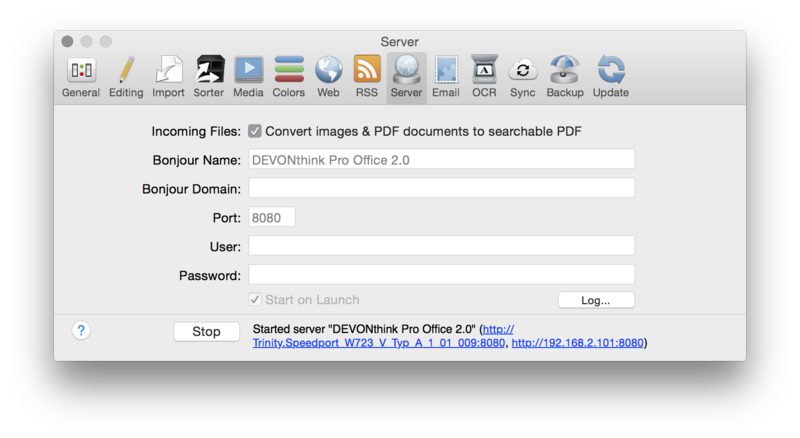 Server
General Editing Import Sorter Media Colors Web RSS Server Email OCR Sync Backup Update
Incoming Files: Convert images & PDF documents to searchable PDF
Bonjour Name: DEVONthink Pro Office 2.0
Bonjour Domain:
Port: 8080
User:
Password:
Start on Launch Log...
? Stop Started server "DEVONthink Pro Office 2.0" (http://
Trinity.Speedport_W723_V_Typ_A_1_01_009:8080, http://192.168.2.101:8080)